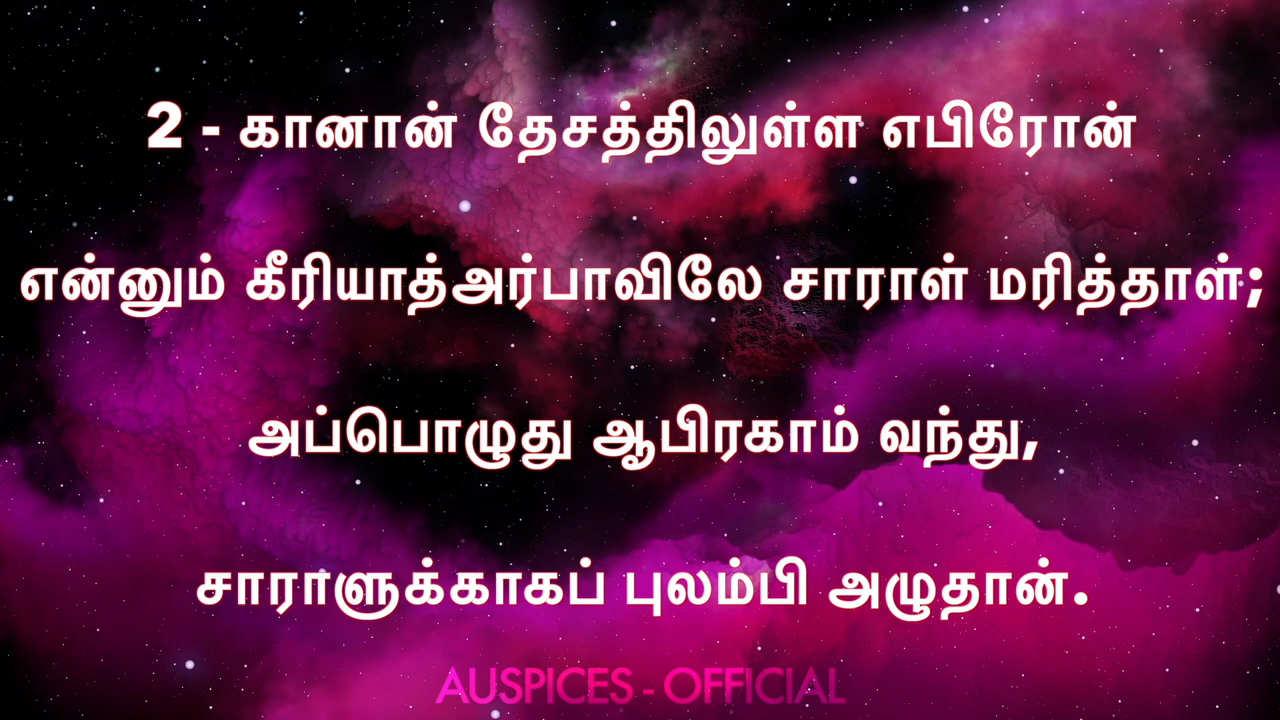 2 - கானான் தேசத்திலுள்ள எபிரோன்
என்னும் கீரியாத்அர்பாவிலே சாராள் மரித்தாள்;
அப்பொழுது ஆபிரகாம் வந்து,
சாராளுக்காகப் புலம்பி அழுதான்.
AUSPICES - OFFICIAL